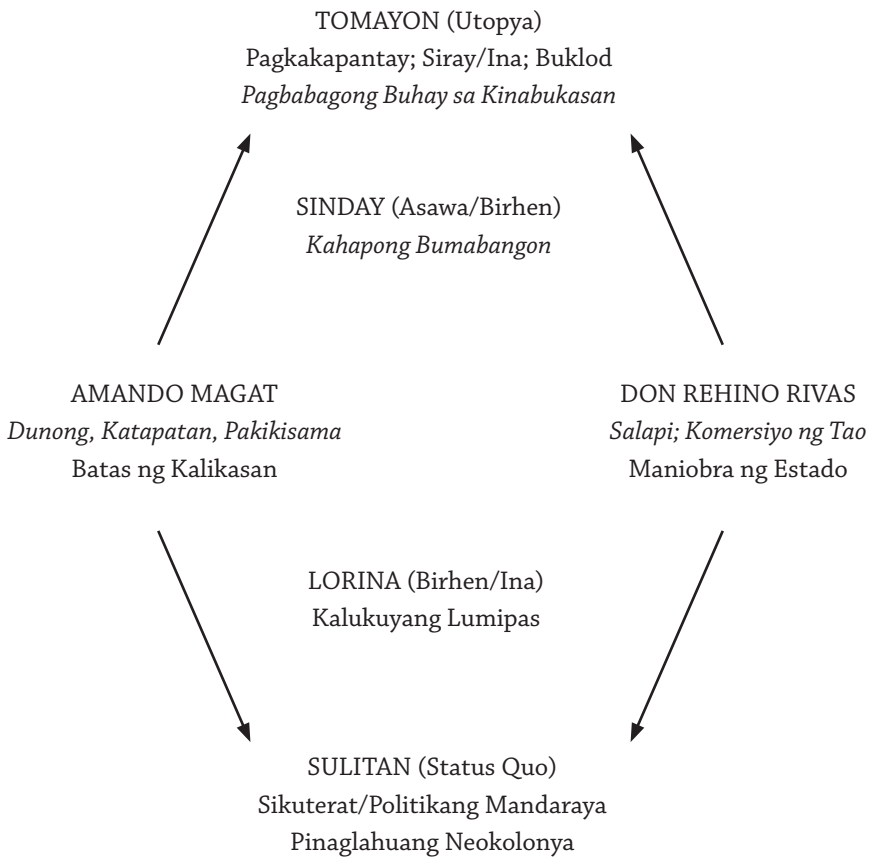 TOMAYON (Utopya)
Pagkakapantay; Siray/Ina; Buklod
Pagbabagong Buhay sa Kinabukasan
SINDAY (Asawa/Birhen)
Kahapong Bumabangon
AMANDO MAGAT
Dunong, Katapatan, Pakikisama
Batas ng Kalikasan
DON REHINO RIVAS
Salapi; Komersiyo ng Tao
Maniobra ng Estado
LORINA (Birhen/Ina)
Kalukuyang Lumipas
SULITAN (Status Quo)
Sikuterat/Politikang Mandaraya
Pinaglahuang Neokolonya